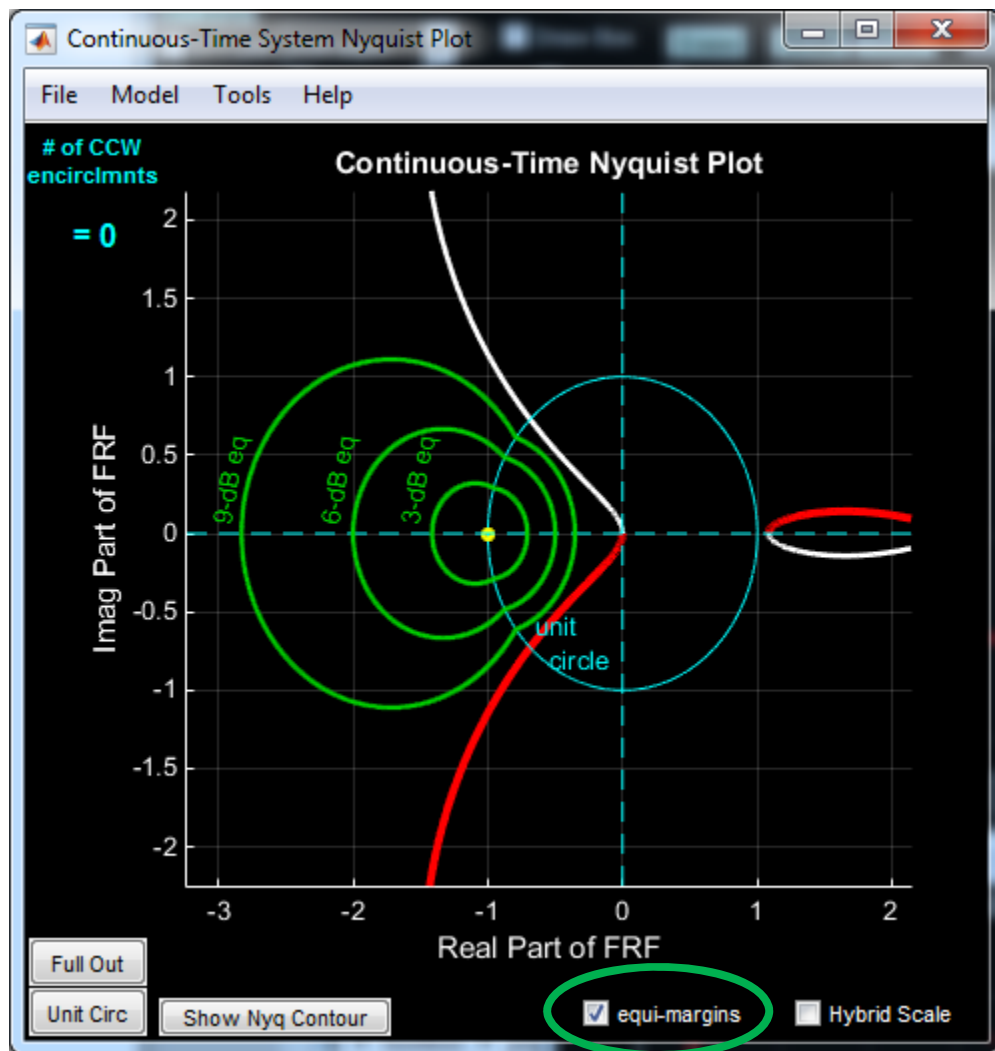 Continuous-Time System Nyquist Plot
File Model Tools Help
# of CCW
encirclmnts
= 0
Continuous-Time Nyquist Plot
2
1.5
1
0.5
0
-0.5
-1
-1.5
-2
Imag Part of FRF
9-dB eq
6-dB eq
3-dB eq
unit
circle
-3 -2 -1 0 1 2
Real Part of FRF
Full Out
Unit Circ
Show Nyq Contour
equi-margins
Hybrid Scale